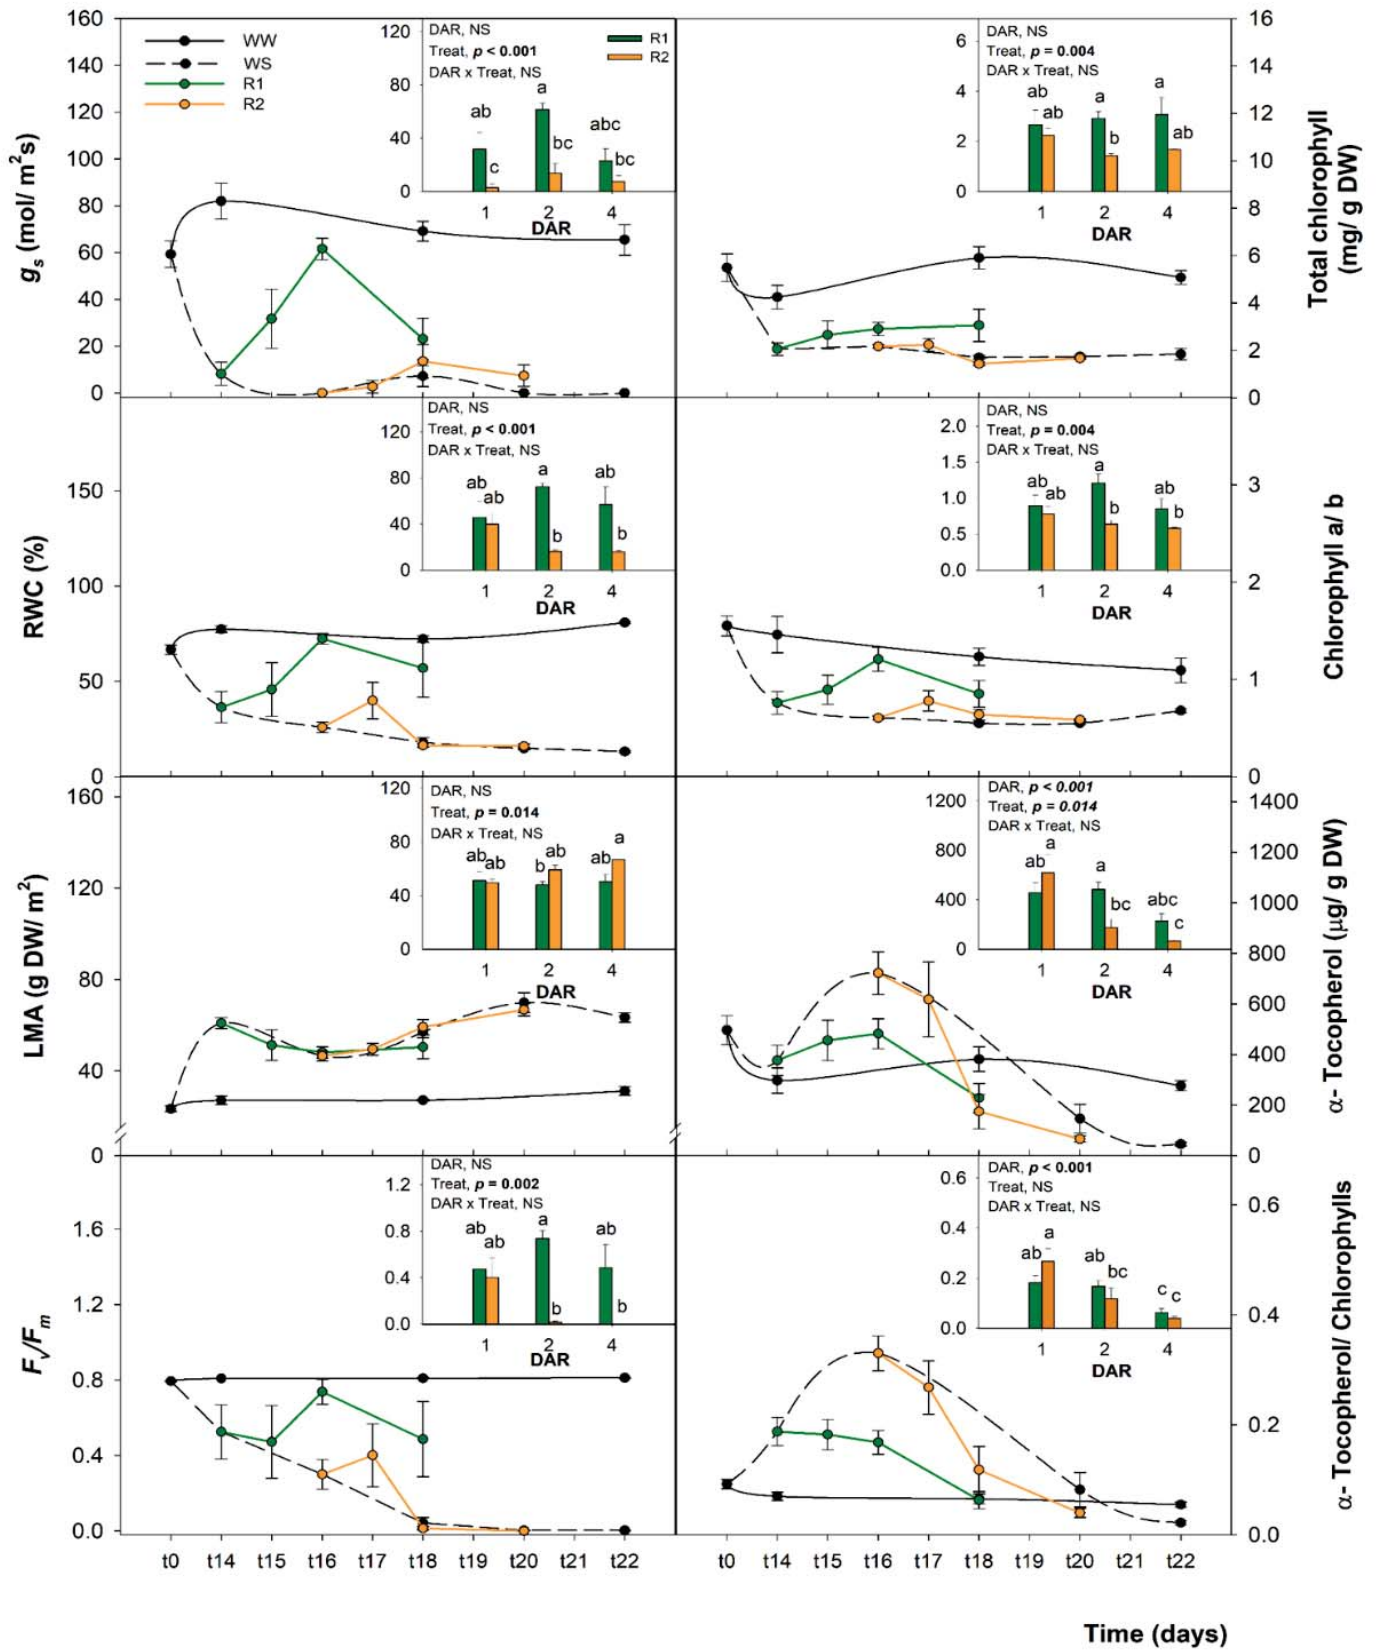 WW
WS
R1
R2
g_s (mol/ m²s)
160
140
120
100
80
60
40
20
0
DAR, NS
Treat, p < 0.001
DAR x Treat, NS
R1
R2
120
80
40
0
ab
c
a
bc
abc
bc
1 2 4
DAR
Total chlorophyll
(mg/ g DW)
16
14
12
10
8
6
4
2
0
DAR, NS
Treat, p = 0.004
DAR x Treat, NS
6
4
2
0
ab
ab
a
b
a
ab
1 2 4
DAR
RWC (%)
150
100
50
0
DAR, NS
Treat, p < 0.001
DAR x Treat, NS
120
80
40
0
ab
ab
a
b
ab
b
1 2 4
DAR
Chlorophyll a/ b
3
2
1
0
DAR, NS
Treat, p = 0.004
DAR x Treat, NS
2.0
1.5
1.0
0.5
0.0
ab
ab
a
b
ab
b
1 2 4
DAR
LMA (g DW/ m²)
160
120
80
40
0
DAR, NS
Treat, p = 0.014
DAR x Treat, NS
120
80
40
0
ab
ab
b
ab
ab
a
1 2 4
DAR
α- Tocopherol (µg/ g DW)
1400
1200
1000
800
600
400
200
0
DAR, p < 0.001
Treat, p = 0.014
DAR x Treat, NS
1200
800
400
0
ab
a
a
bc
abc
c
1 2 4
DAR
F_v/F_m
1.6
1.2
0.8
0.4
0.0
DAR, NS
Treat, p = 0.002
DAR x Treat, NS
1.2
0.8
0.4
0.0
ab
ab
a
b
ab
b
1 2 4
DAR
α- Tocopherol/ Chlorophylls
0.6
0.4
0.2
0.0
DAR, p < 0.001
Treat, NS
DAR x Treat, NS
0.6
0.4
0.2
0.0
ab
a
ab
bc
c
c
1 2 4
DAR
t0 t14 t15 t16 t17 t18 t19 t20 t21 t22
t0 t14 t15 t16 t17 t18 t19 t20 t21 t22
Time (days)